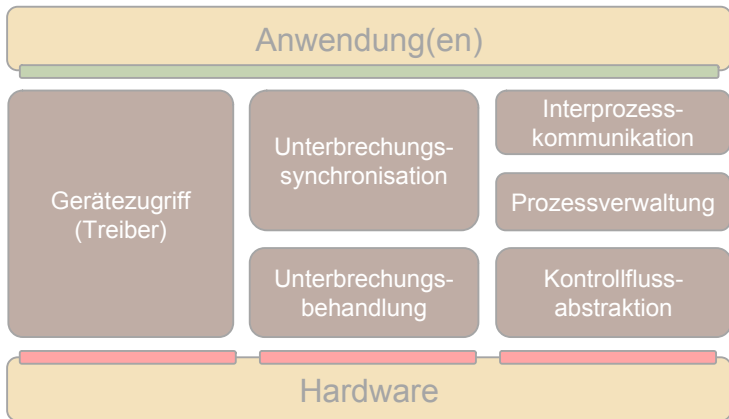 Anwendung(en)
Gerätezugriff
(Treiber)
Unterbrechungs-
synchronisation
Unterbrechungs-
behandlung
Interprozess-
kommunikation
Prozessverwaltung
Kontrollfluss-
abstraktion
Hardware